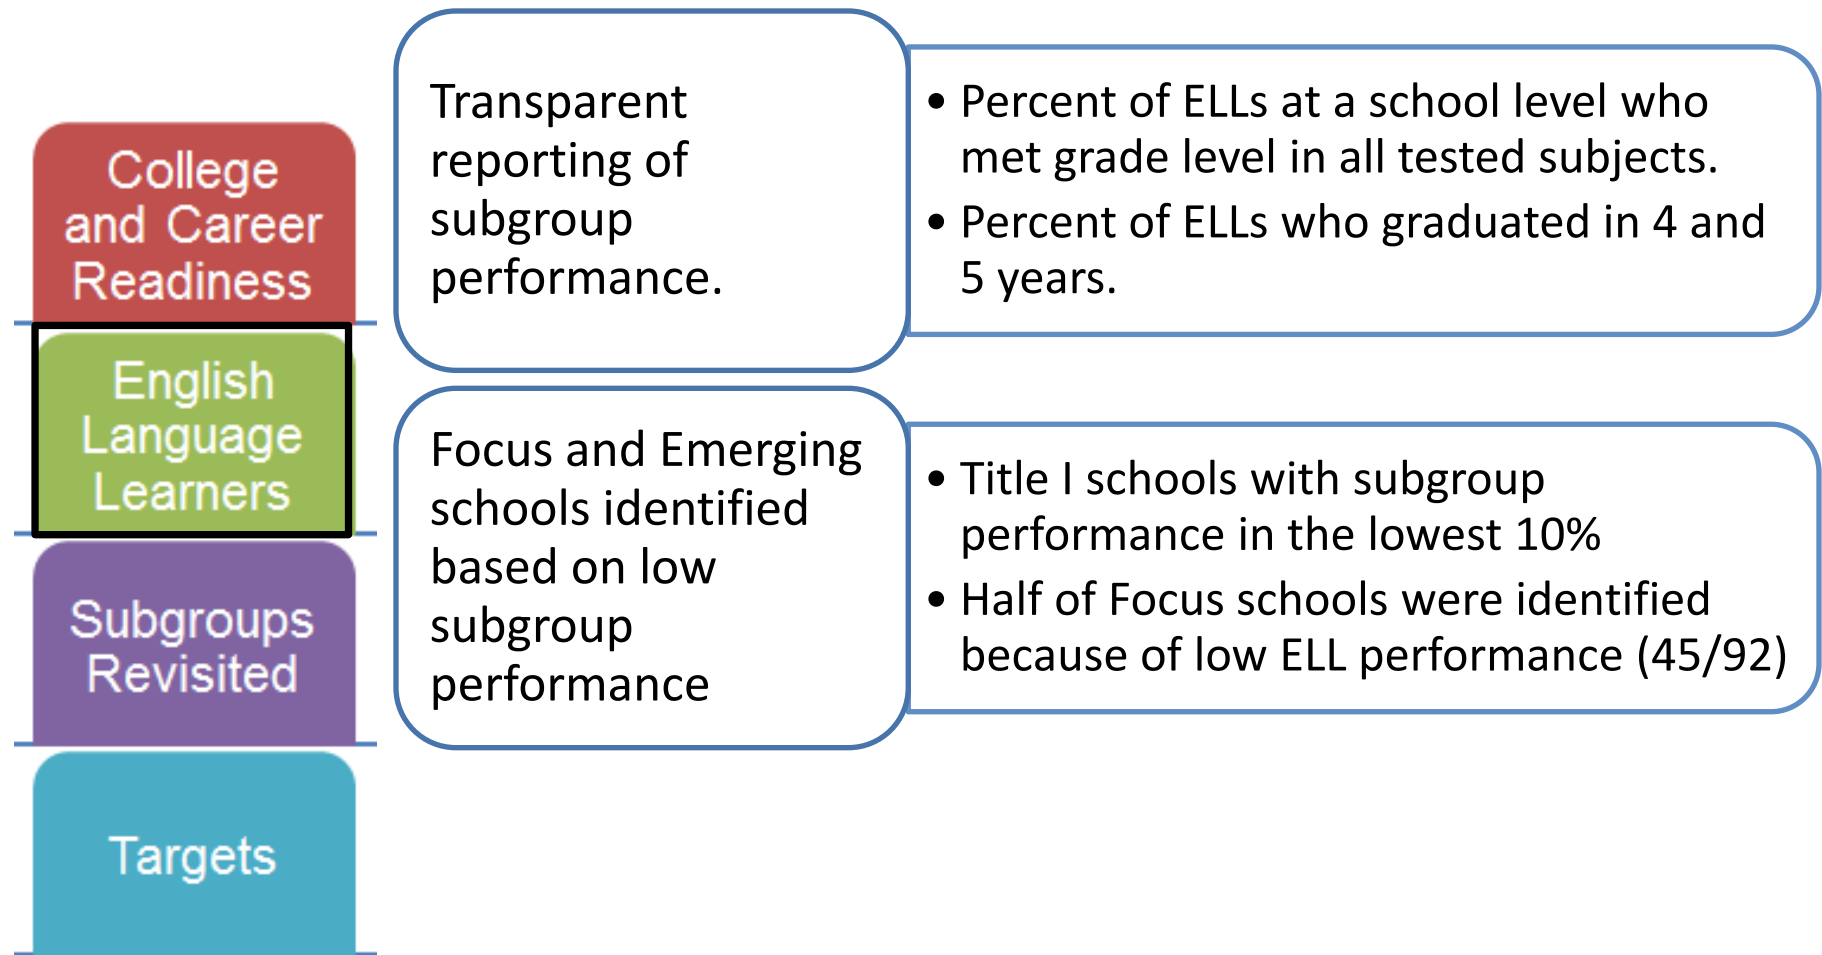 College
and Career
Readiness
English
Language
Learners
Subgroups
Revisited
Targets
Transparent
reporting of
subgroup
performance.
• Percent of ELLs at a school level who
met grade level in all tested subjects.
• Percent of ELLs who graduated in 4 and
5 years.
Focus and Emerging
schools identified
based on low
subgroup
performance
• Title I schools with subgroup
performance in the lowest 10%
• Half of Focus schools were identified
because of low ELL performance (45/92)